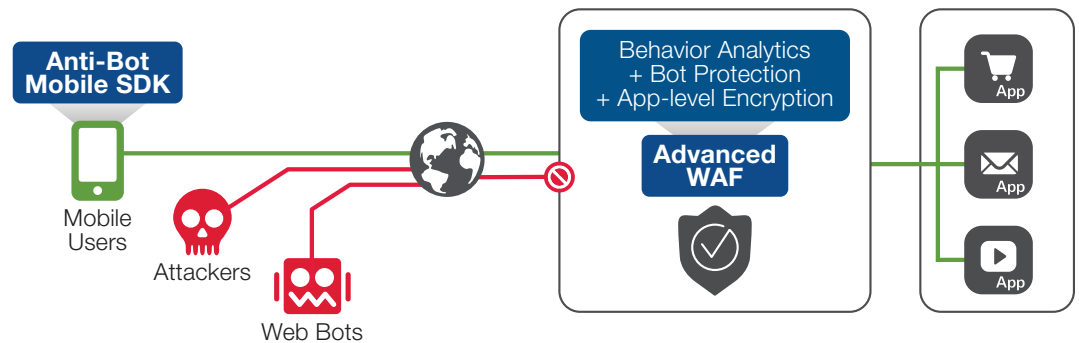 Anti-Bot
Mobile SDK
Mobile
Users
Attackers
Web Bots
Behavior Analytics
+ Bot Protection
+ App-level Encryption
Advanced
WAF
App
App
App